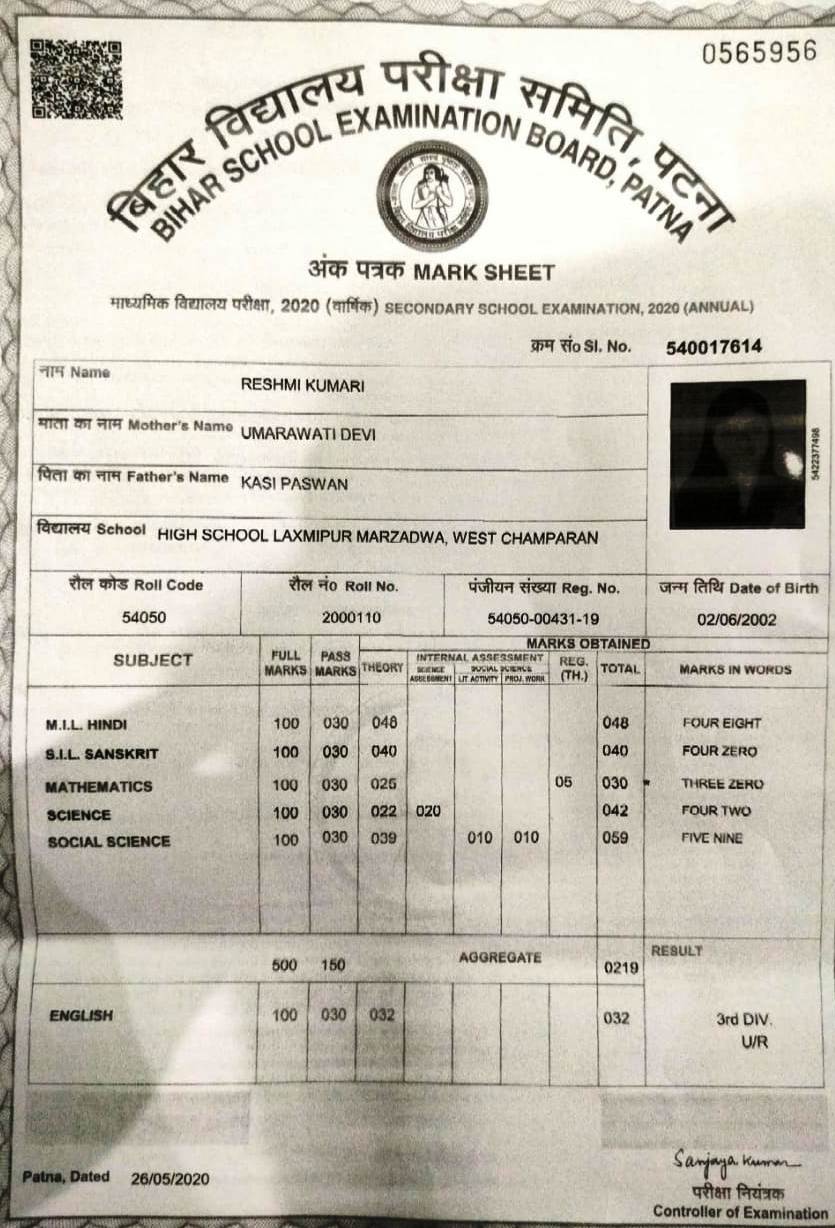 0565956
बिहार विद्यालय परीक्षा समिति, पटना
BIHAR SCHOOL EXAMINATION BOARD, PATNA
अंक पत्रक MARK SHEET
माध्यमिक विद्यालय परीक्षा, 2020 (वार्षिक) SECONDARY SCHOOL EXAMINATION, 2020 (ANNUAL)
क्रम सं० Sl. No. 540017614
नाम Name RESHMI KUMARI
माता का नाम Mother's Name UMARAWATI DEVI
पिता का नाम Father's Name KASI PASWAN
5422377498
विद्यालय School HIGH SCHOOL LAXMIPUR MARZADWA, WEST CHAMPARAN
रौल कोड Roll Code रौल नं० Roll No. पंजीयन संख्या Reg. No. जन्म तिथि Date of Birth
54050 2000110 54050-00431-19 02/06/2002
MARKS OBTAINED
SUBJECT FULL MARKS PASS MARKS THEORY INTERNAL ASSESSMENT REG. (TH.) TOTAL MARKS IN WORDS
SCIENCE SOCIAL SCIENCE
ASSESSMENT LIT. ACTIVITY PROJ. WORK
M.I.L. HINDI 100 030 048 048 FOUR EIGHT
S.I.L. SANSKRIT 100 030 040 040 FOUR ZERO
MATHEMATICS 100 030 025 05 030 * THREE ZERO
SCIENCE 100 030 022 020 042 FOUR TWO
SOCIAL SCIENCE 100 030 039 010 010 059 FIVE NINE
500 150 AGGREGATE 0219 RESULT
ENGLISH 100 030 032 032 3rd DIV.
U/R
Sanjaya Kumar
Patna, Dated 26/05/2020
परीक्षा नियंत्रक
Controller of Examination